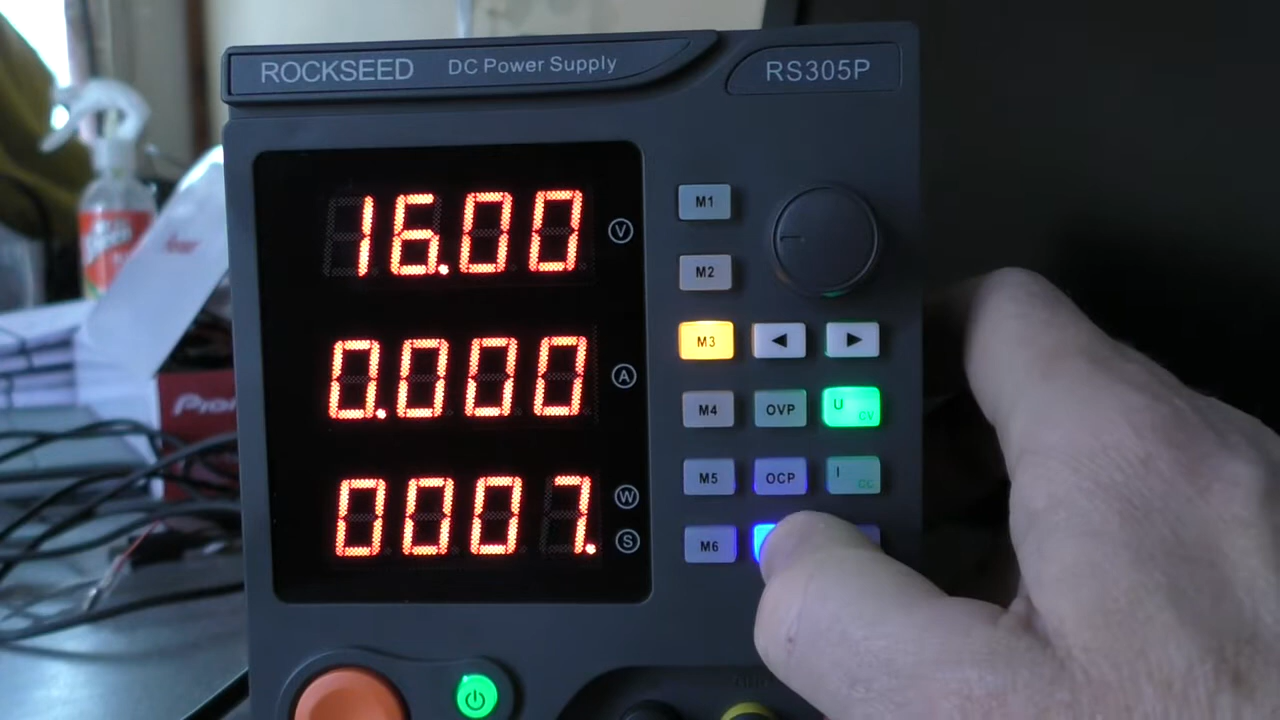 ROCKSEED DC Power Supply RS305P
16.00 V
0.000 A
0007. W
S
M1
M2
M3 ◀ ▶
M4 OVP U CV
M5 OCP I CC
M6